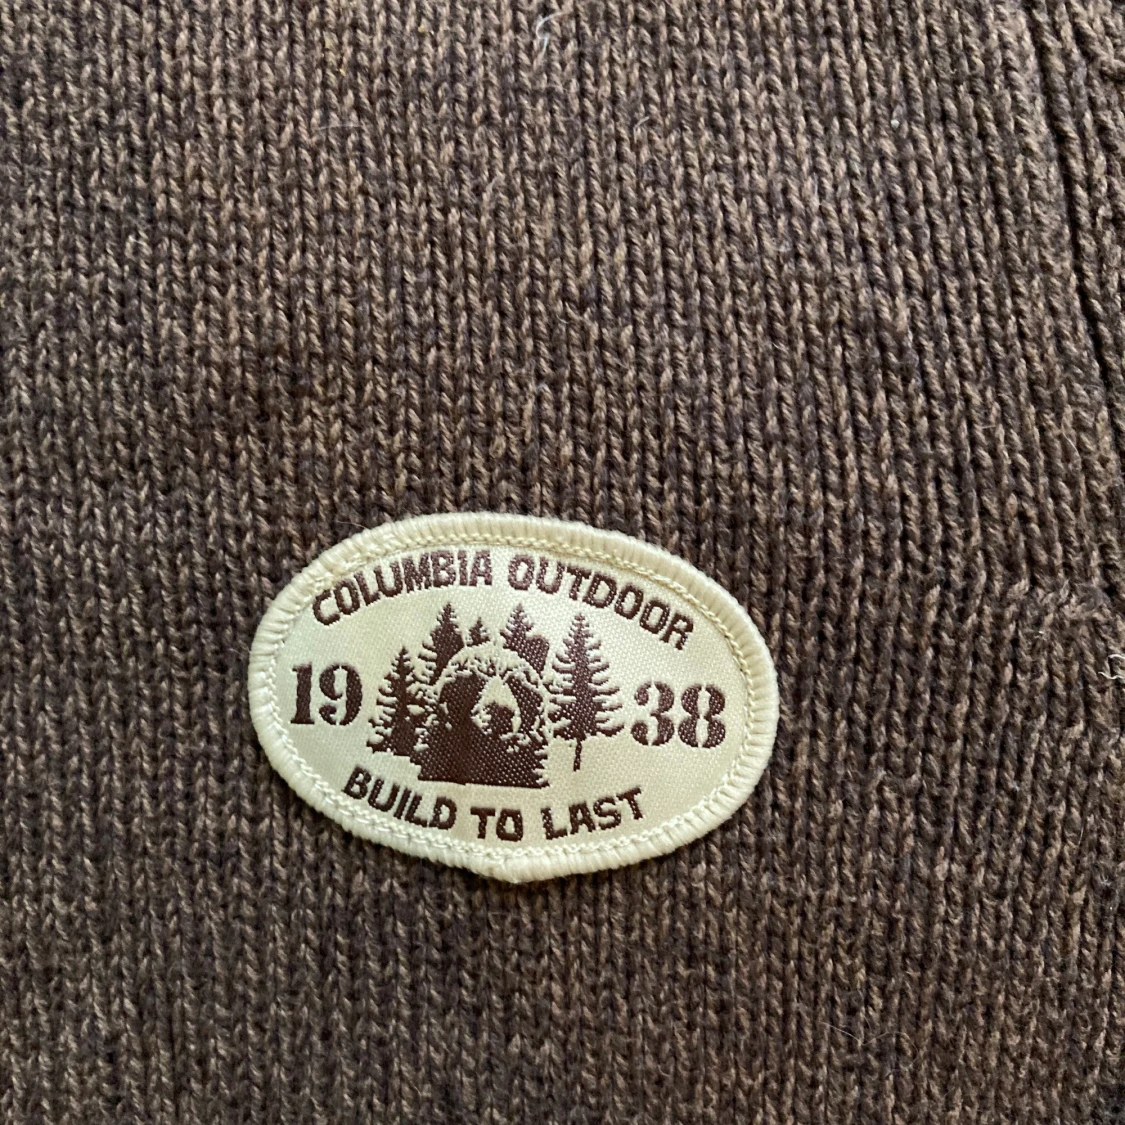 COLUMBIA OUTDOOR
19 38
BUILD TO LAST